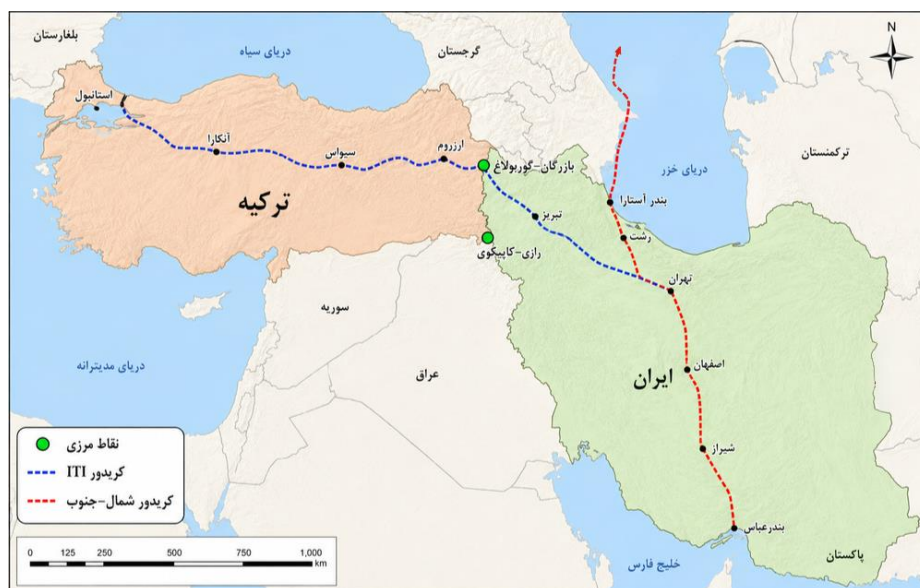 بلغارستان
دریای سیاه
گرجستان
N
استانبول
آنکارا
سیواس
ارزروم
بازرگان-گوربولاغ
ترکمنستان
دریای خزر
ترکیه
تبریز
بندر آستارا
رشت
رازی-کاپیکوی
تهران
سوریه
دریای مدیترانه
عراق
اصفهان
ایران
شیراز
بندرعباس
پاکستان
خلیج فارس
نقاط مرزی
کریدور ITI
کریدور شمال-جنوب
0 125 250 500 750 1,000
km